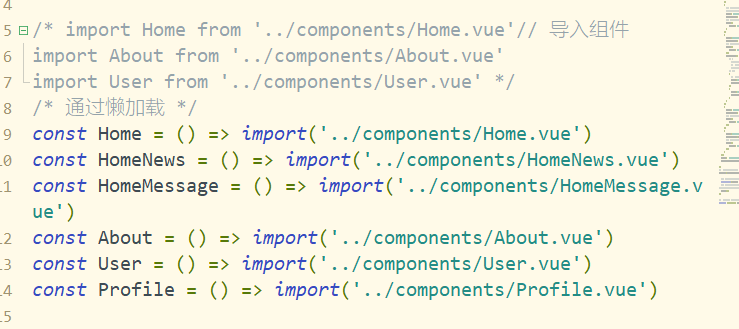 4
5 /* import Home from '../components/Home.vue'// 导入组件
6 import About from '../components/About.vue'
7 import User from '../components/User.vue' */
8 /* 通过懒加载 */
9 const Home = () => import('../components/Home.vue')
10 const HomeNews = () => import('../components/HomeNews.vue')
11 const HomeMessage = () => import('../components/HomeMessage.v
ue')
12 const About = () => import('../components/About.vue')
13 const User = () => import('../components/User.vue')
14 const Profile = () => import('../components/Profile.vue')
15